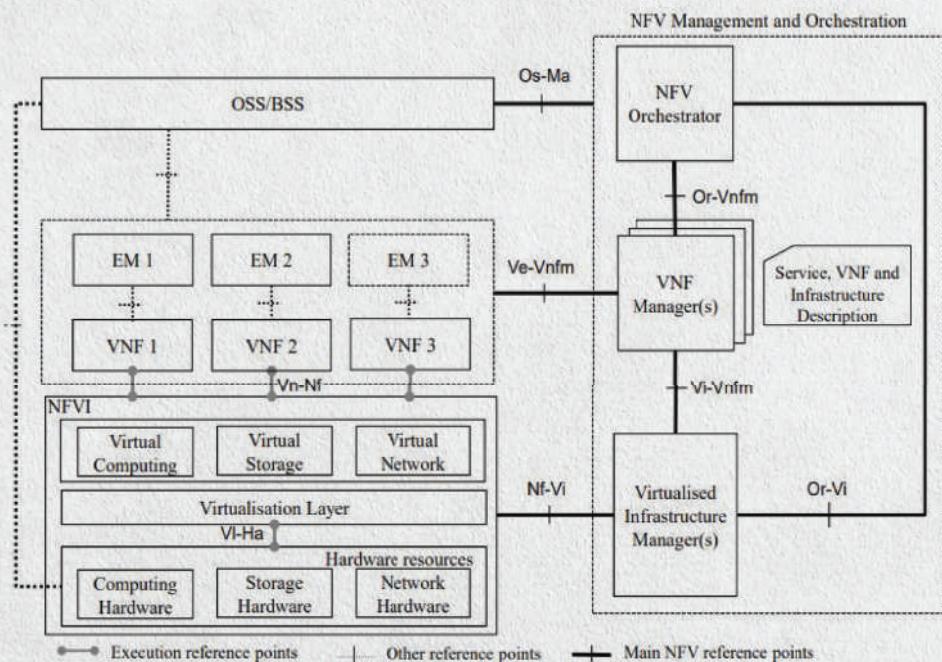 NFV Management and Orchestration
OSS/BSS
Os-Ma
NFV
Orchestrator
Or-Vnfm
EM 1
EM 2
EM 3
Ve-Vnfm
VNF
Manager(s)
Service, VNF and
Infrastructure
Description
VNF 1
VNF 2
VNF 3
Vn-Nf
Vi-Vnfm
NFVI
Virtual
Computing
Virtual
Storage
Virtual
Network
Nf-Vi
Virtualised
Infrastructure
Manager(s)
Or-Vi
Virtualisation Layer
Vl-Ha
Hardware resources
Computing
Hardware
Storage
Hardware
Network
Hardware
Execution reference points
Other reference points
Main NFV reference points